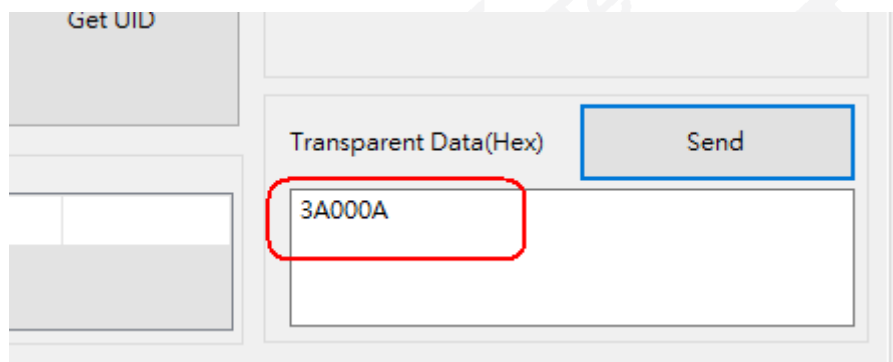 Get UID
Transparent Data(Hex)
Send
3A000A